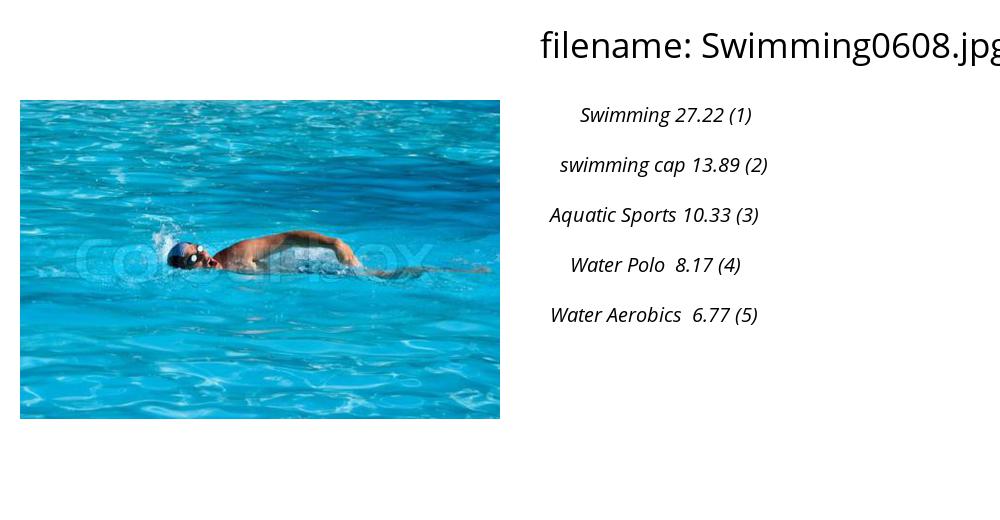 filename: Swimming0608.jpg
Swimming 27.22 (1)
swimming cap 13.89 (2)
Aquatic Sports 10.33 (3)
Water Polo 8.17 (4)
Water Aerobics 6.77 (5)
Colourbox